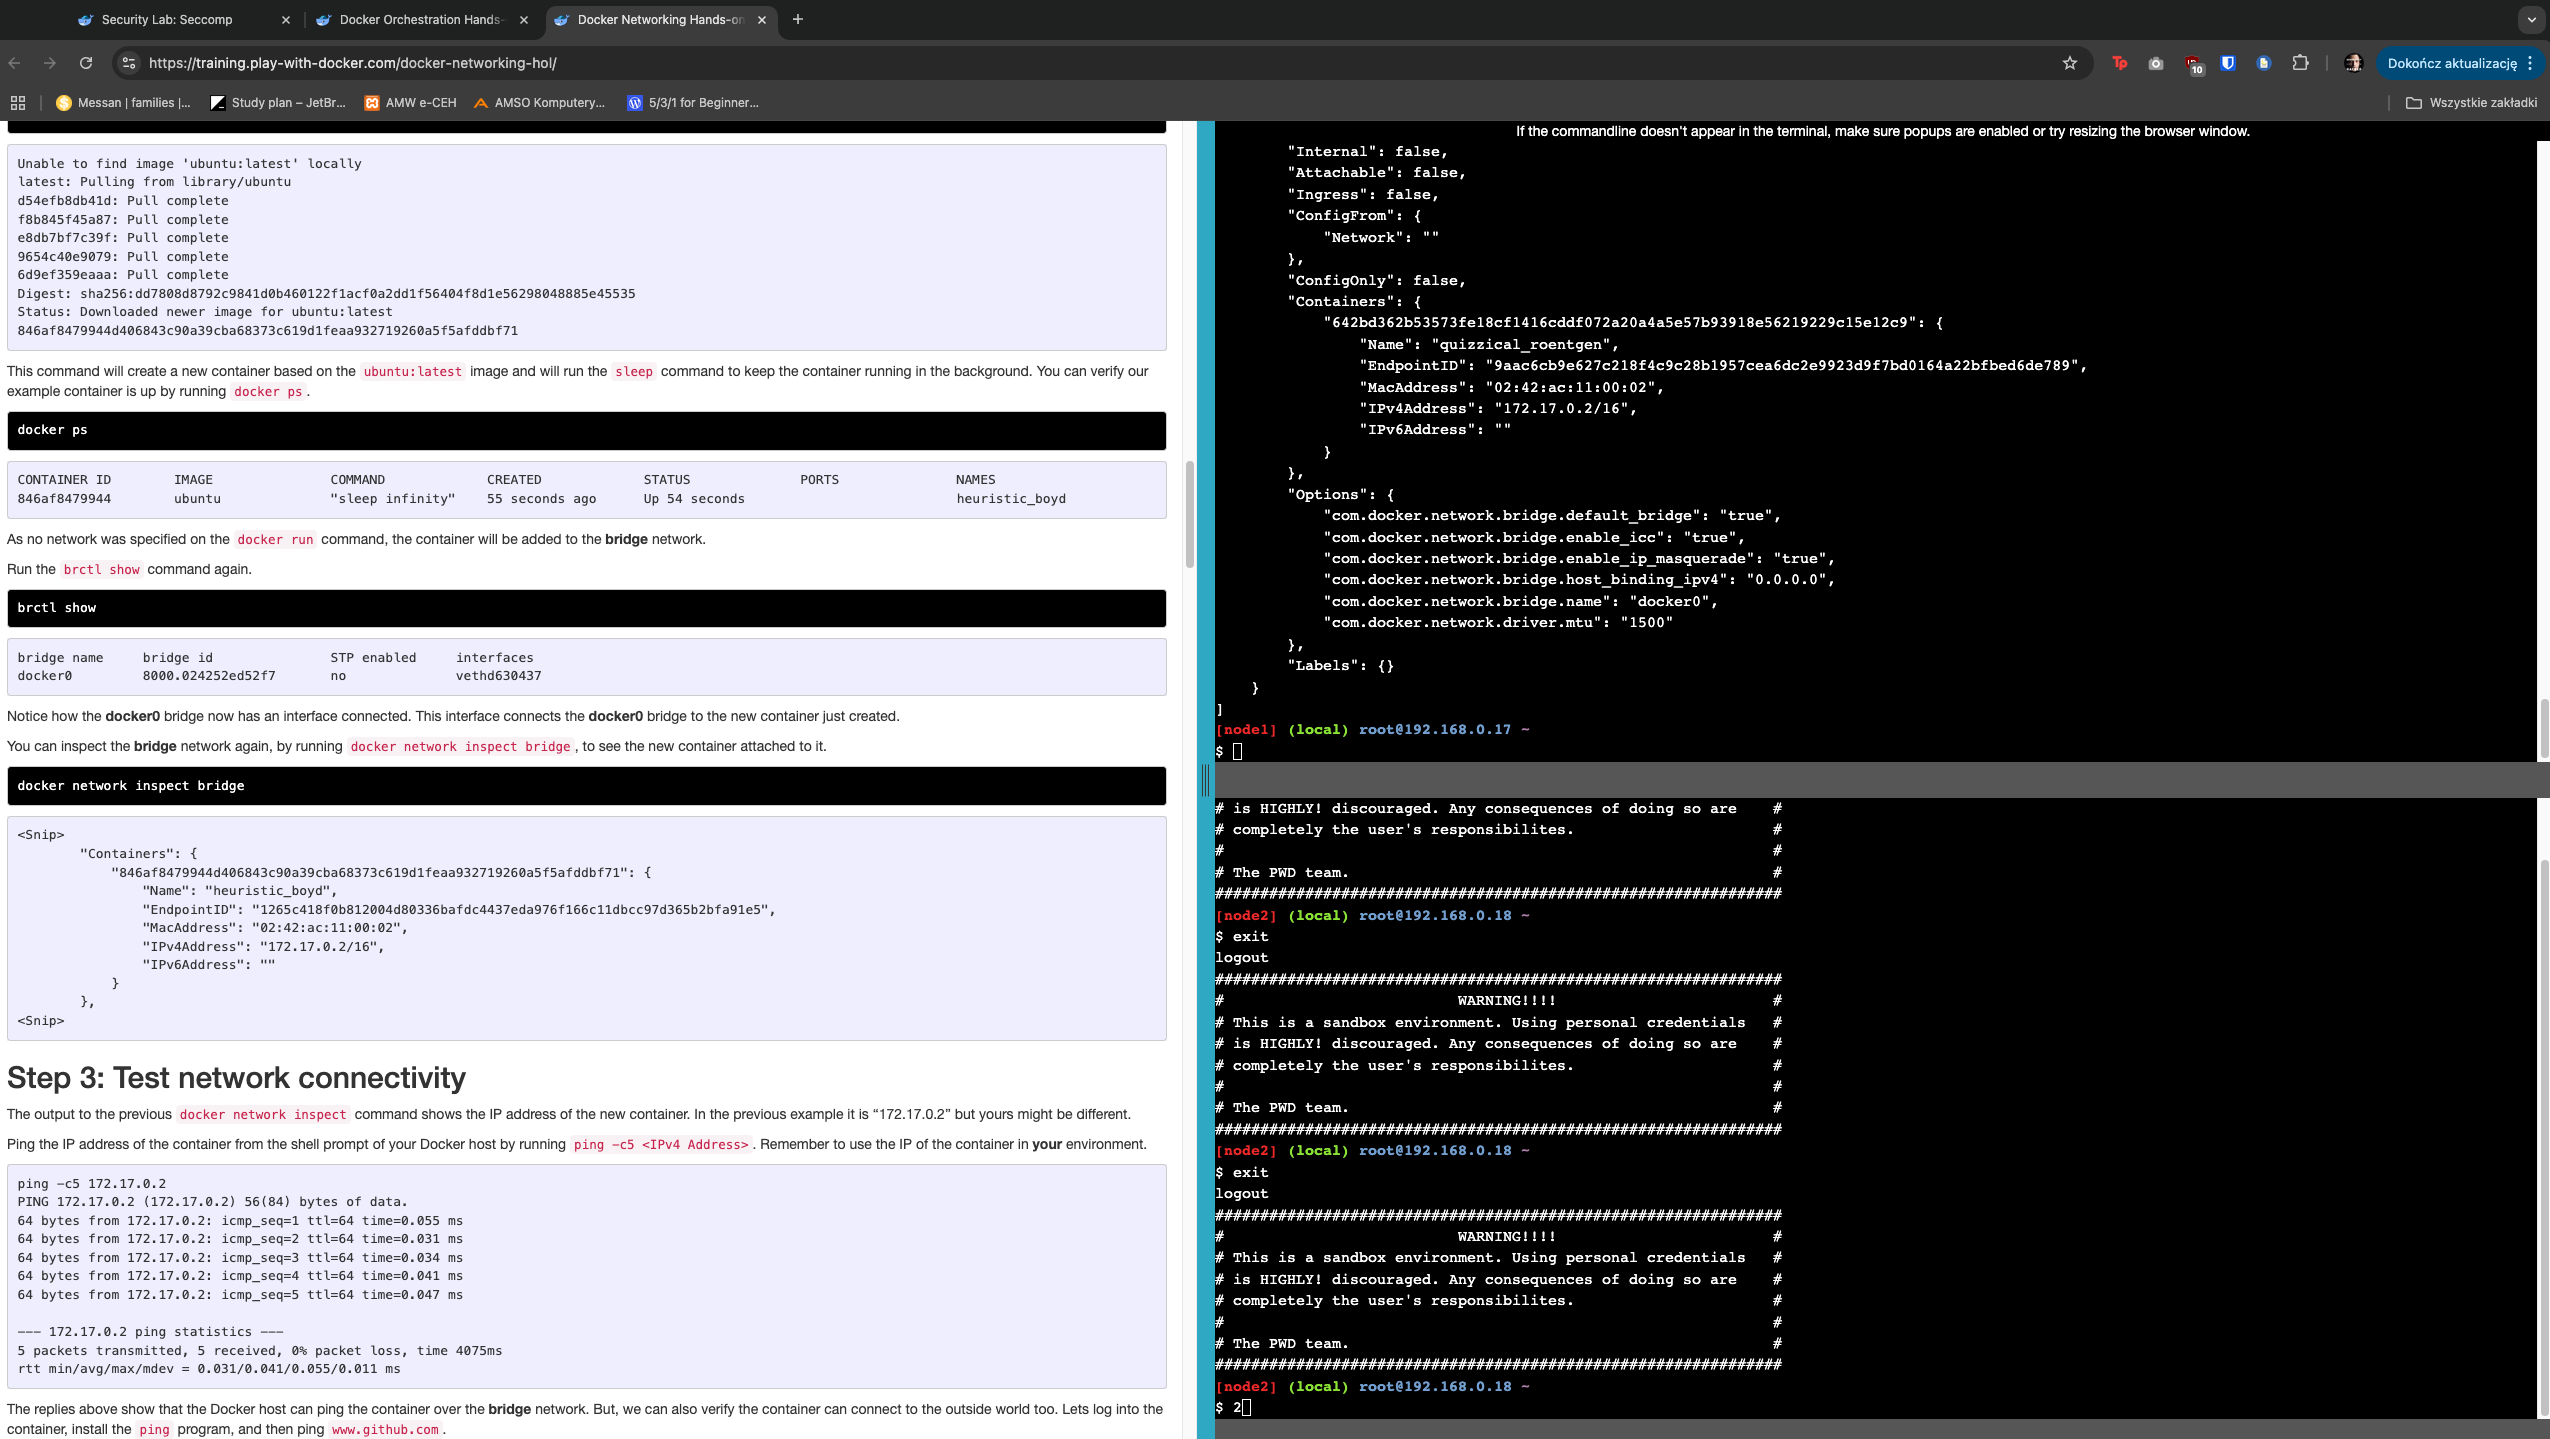 Security Lab: Seccomp
Docker Orchestration Hands-
Docker Networking Hands-on
https://training.play-with-docker.com/docker-networking-hol/
10
Dokończ aktualizację
Messan | families |...
Study plan – JetBr...
AMW e-CEH
AMSO Komputery...
5/3/1 for Beginner...
Wszystkie zakładki
Unable to find image 'ubuntu:latest' locally
latest: Pulling from library/ubuntu
d54efb8db41d: Pull complete
f8b845f45a87: Pull complete
e8db7bf7c39f: Pull complete
9654c40e9079: Pull complete
6d9ef359eaaa: Pull complete
Digest: sha256:dd7808d8792c9841d0b460122f1acf0a2dd1f56404f8d1e56298048885e45535
Status: Downloaded newer image for ubuntu:latest
846af8479944d406843c90a39cba68373c619d1feaa932719260a5f5afddbf71
This command will create a new container based on the ubuntu:latest image and will run the sleep command to keep the container running in the background. You can verify our
example container is up by running docker ps .
docker ps
CONTAINER ID IMAGE COMMAND CREATED STATUS PORTS NAMES
846af8479944 ubuntu "sleep infinity" 55 seconds ago Up 54 seconds heuristic_boyd
As no network was specified on the docker run command, the container will be added to the bridge network.
Run the brctl show command again.
brctl show
bridge name bridge id STP enabled interfaces
docker0 8000.024252ed52f7 no vethd630437
Notice how the docker0 bridge now has an interface connected. This interface connects the docker0 bridge to the new container just created.
You can inspect the bridge network again, by running docker network inspect bridge , to see the new container attached to it.
docker network inspect bridge
<Snip>
"Containers": {
"846af8479944d406843c90a39cba68373c619d1feaa932719260a5f5afddbf71": {
"Name": "heuristic_boyd",
"EndpointID": "1265c418f0b812004d80336bafdc4437eda976f166c11dbcc97d365b2bfa91e5",
"MacAddress": "02:42:ac:11:00:02",
"IPv4Address": "172.17.0.2/16",
"IPv6Address": ""
}
},
<Snip>
Step 3: Test network connectivity
The output to the previous docker network inspect command shows the IP address of the new container. In the previous example it is “172.17.0.2” but yours might be different.
Ping the IP address of the container from the shell prompt of your Docker host by running ping -c5 <IPv4 Address> . Remember to use the IP of the container in your environment.
ping -c5 172.17.0.2
PING 172.17.0.2 (172.17.0.2) 56(84) bytes of data.
64 bytes from 172.17.0.2: icmp_seq=1 ttl=64 time=0.055 ms
64 bytes from 172.17.0.2: icmp_seq=2 ttl=64 time=0.031 ms
64 bytes from 172.17.0.2: icmp_seq=3 ttl=64 time=0.034 ms
64 bytes from 172.17.0.2: icmp_seq=4 ttl=64 time=0.041 ms
64 bytes from 172.17.0.2: icmp_seq=5 ttl=64 time=0.047 ms
--- 172.17.0.2 ping statistics ---
5 packets transmitted, 5 received, 0% packet loss, time 4075ms
rtt min/avg/max/mdev = 0.031/0.041/0.055/0.011 ms
The replies above show that the Docker host can ping the container over the bridge network. But, we can also verify the container can connect to the outside world too. Lets log into the
container, install the ping program, and then ping www.github.com .
If the commandline doesn't appear in the terminal, make sure popups are enabled or try resizing the browser window.
"Internal": false,
"Attachable": false,
"Ingress": false,
"ConfigFrom": {
"Network": ""
},
"ConfigOnly": false,
"Containers": {
"642bd362b53573fe18cf1416cddf072a20a4a5e57b93918e56219229c15e12c9": {
"Name": "quizzical_roentgen",
"EndpointID": "9aac6cb9e627c218f4c9c28b1957cea6dc2e9923d9f7bd0164a22bfbed6de789",
"MacAddress": "02:42:ac:11:00:02",
"IPv4Address": "172.17.0.2/16",
"IPv6Address": ""
}
},
"Options": {
"com.docker.network.bridge.default_bridge": "true",
"com.docker.network.bridge.enable_icc": "true",
"com.docker.network.bridge.enable_ip_masquerade": "true",
"com.docker.network.bridge.host_binding_ipv4": "0.0.0.0",
"com.docker.network.bridge.name": "docker0",
"com.docker.network.driver.mtu": "1500"
},
"Labels": {}
}
]
[node1] (local) root@192.168.0.17 ~
$
# is HIGHLY! discouraged. Any consequences of doing so are #
# completely the user's responsibilites. #
# #
# The PWD team. #
###############################################################
[node2] (local) root@192.168.0.18 ~
$ exit
logout
###############################################################
# WARNING!!!! #
# This is a sandbox environment. Using personal credentials #
# is HIGHLY! discouraged. Any consequences of doing so are #
# completely the user's responsibilites. #
# #
# The PWD team. #
###############################################################
[node2] (local) root@192.168.0.18 ~
$ exit
logout
###############################################################
# WARNING!!!! #
# This is a sandbox environment. Using personal credentials #
# is HIGHLY! discouraged. Any consequences of doing so are #
# completely the user's responsibilites. #
# #
# The PWD team. #
###############################################################
[node2] (local) root@192.168.0.18 ~
$ 2